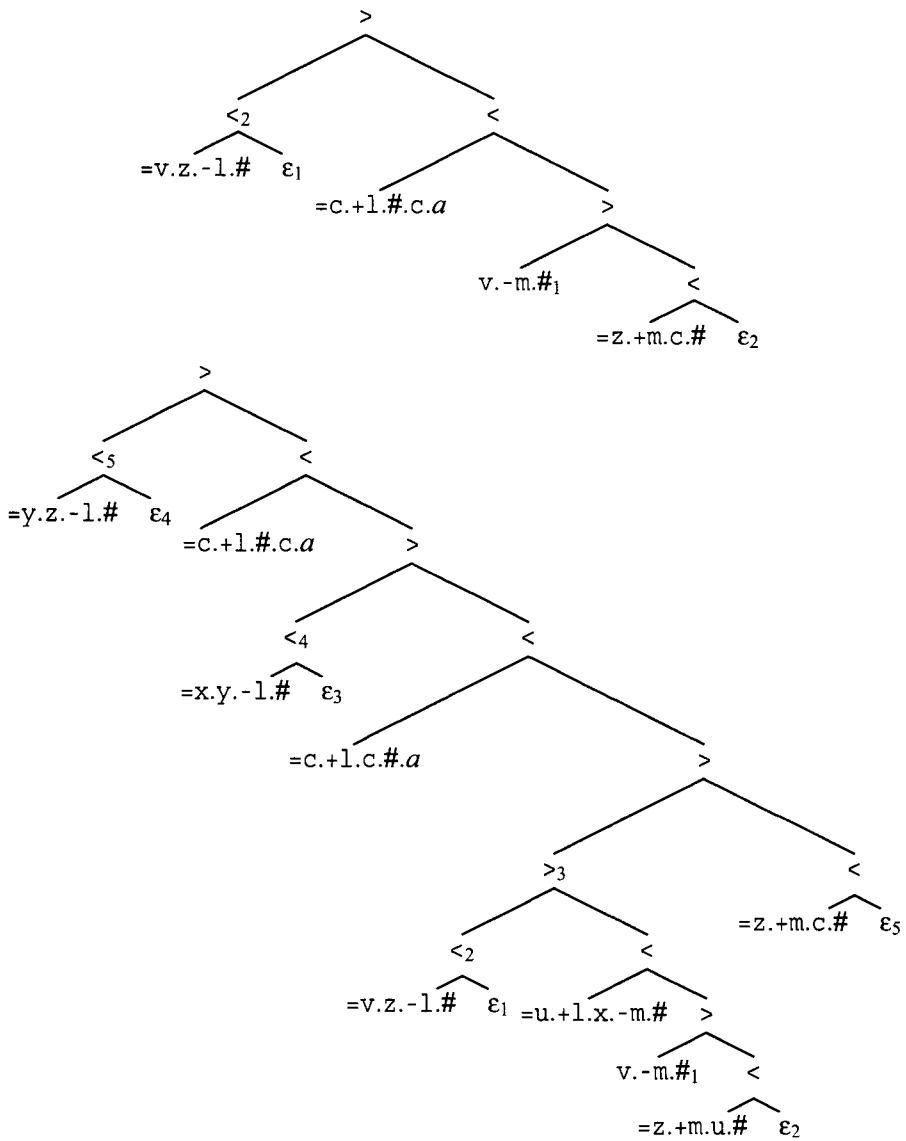 >
<₂ <
=v.z.-l.# ε₁
=c.+l.#.c.a >
v.-m.#₁ <
=z.+m.c.# ε₂
>
<₅ <
=y.z.-l.# ε₄ =c.+l.#.c.a >
<₄ <
=x.y.-l.# ε₃
=c.+l.c.#.a >
>₃ <
=z.+m.c.# ε₅
<₂ <
=v.z.-l.# ε₁ =u.+l.x.-m.# >
v.-m.#₁ <
=z.+m.u.# ε₂